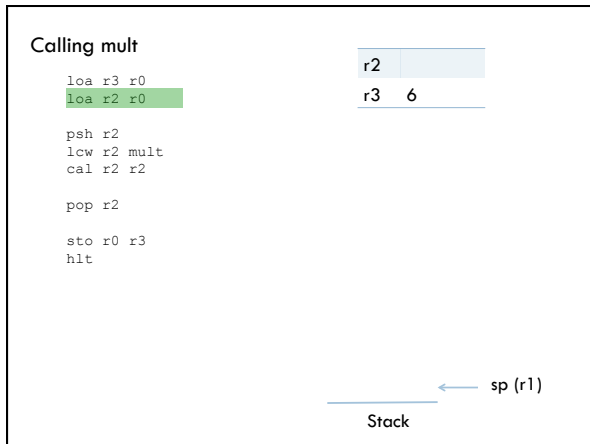 Calling mult
loa r3 r0
loa r2 r0
psh r2
lcw r2 mult
cal r2 r2
pop r2
sto r0 r3
hlt
r2
r3 6
sp (r1)
Stack